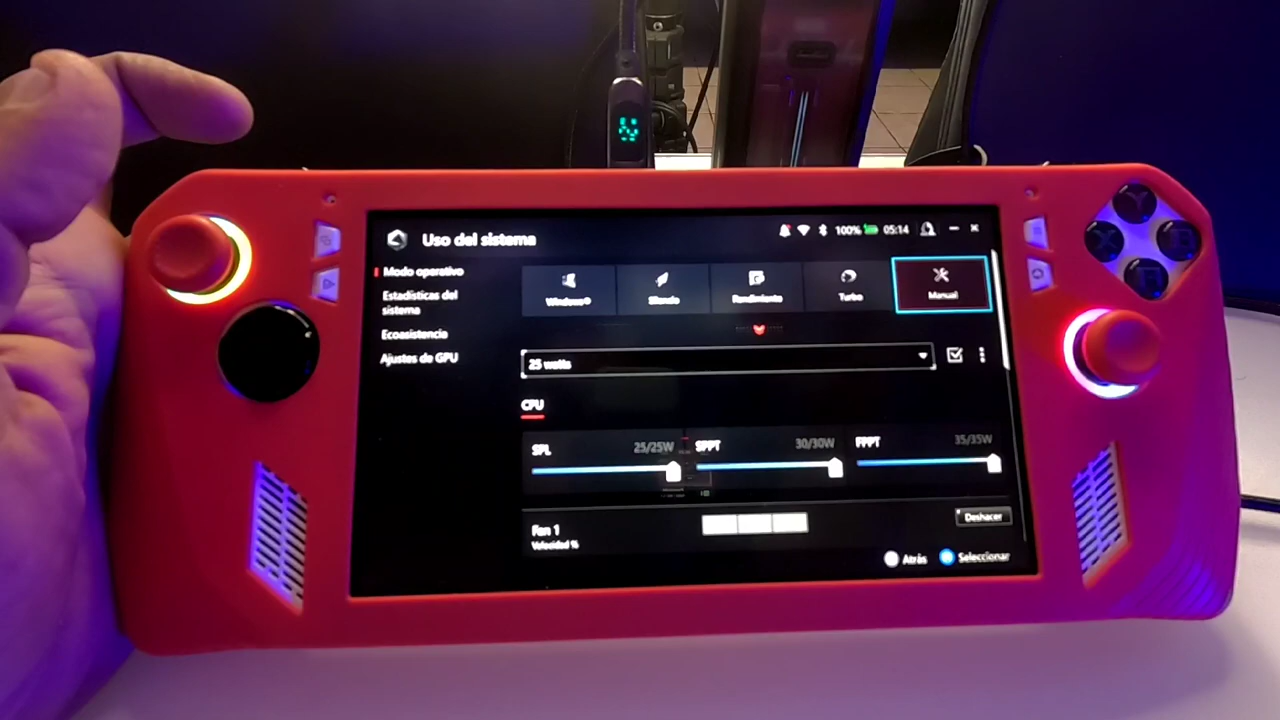 Uso del sistema
100%
05:14
Modo operativo
Estadísticas del
sistema
Ecoasistencia
Ajustes de GPU
Windows®
Silencio
Rendimiento
Turbo
Manual
25 watts
CPU
SPL
25/25W
SPPT
30/30W
FPPT
35/35W
Fan 1
Velocidad %
Deshacer
Atrás
Seleccionar
Y
X